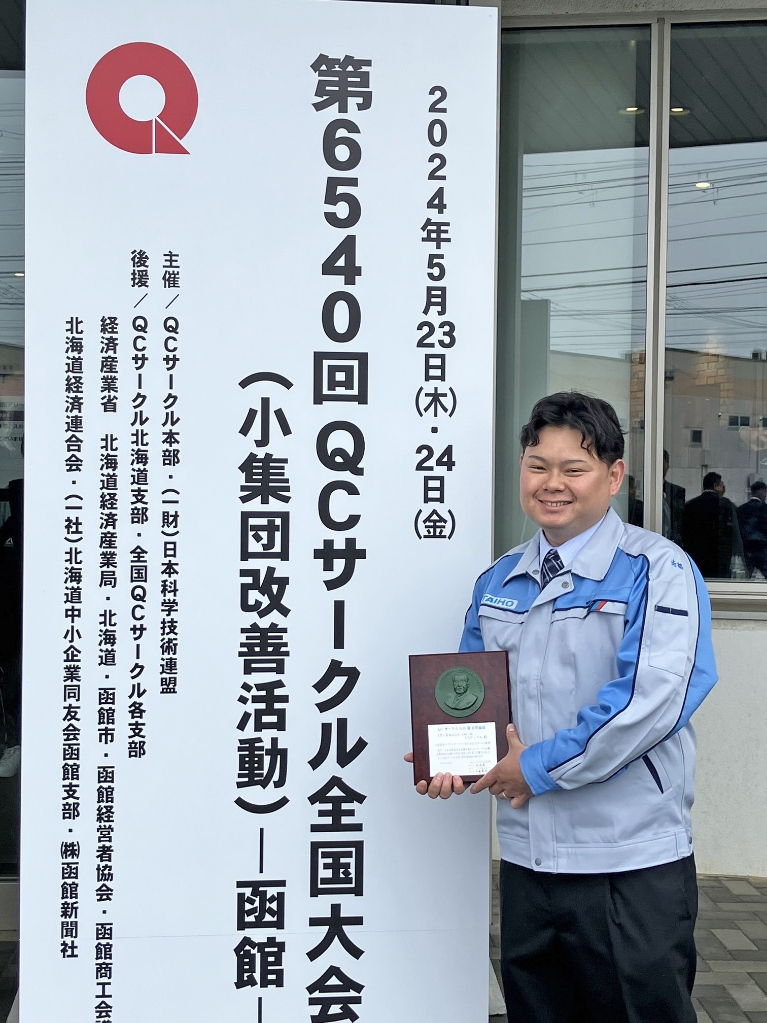 2024年5月23日(木)・24日(金)
第6540回 QCサークル全国大会
(小集団改善活動)―函館―
主催/QCサークル本部・(一財)日本科学技術連盟
後援/QCサークル北海道支部・全国QCサークル各支部
経済産業省 北海道経済産業局・北海道・函館市・函館経営者協会・函館商工会議
北海道経済連合会・(一社)北海道中小企業同友会函館支部・㈱函館新聞社
TAIHO